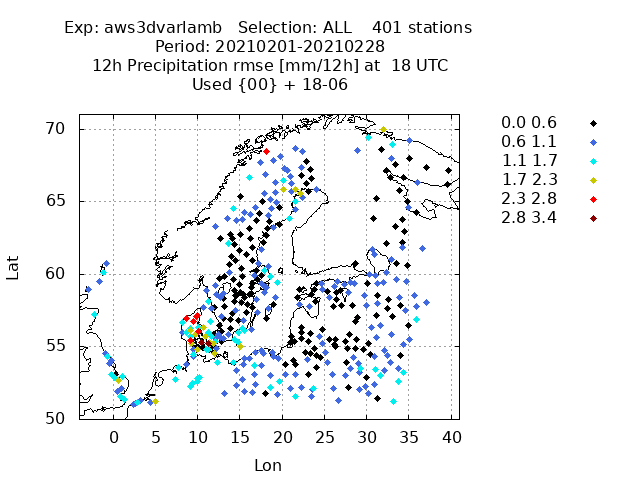 Exp: aws3dvarlamb Selection: ALL 401 stations
Period: 20210201-20210228
12h Precipitation rmse [mm/12h] at 18 UTC
Used {00} + 18-06
70
65
60
55
50
Lat
0 5 10 15 20 25 30 35 40
Lon
0.0 0.6
0.6 1.1
1.1 1.7
1.7 2.3
2.3 2.8
2.8 3.4